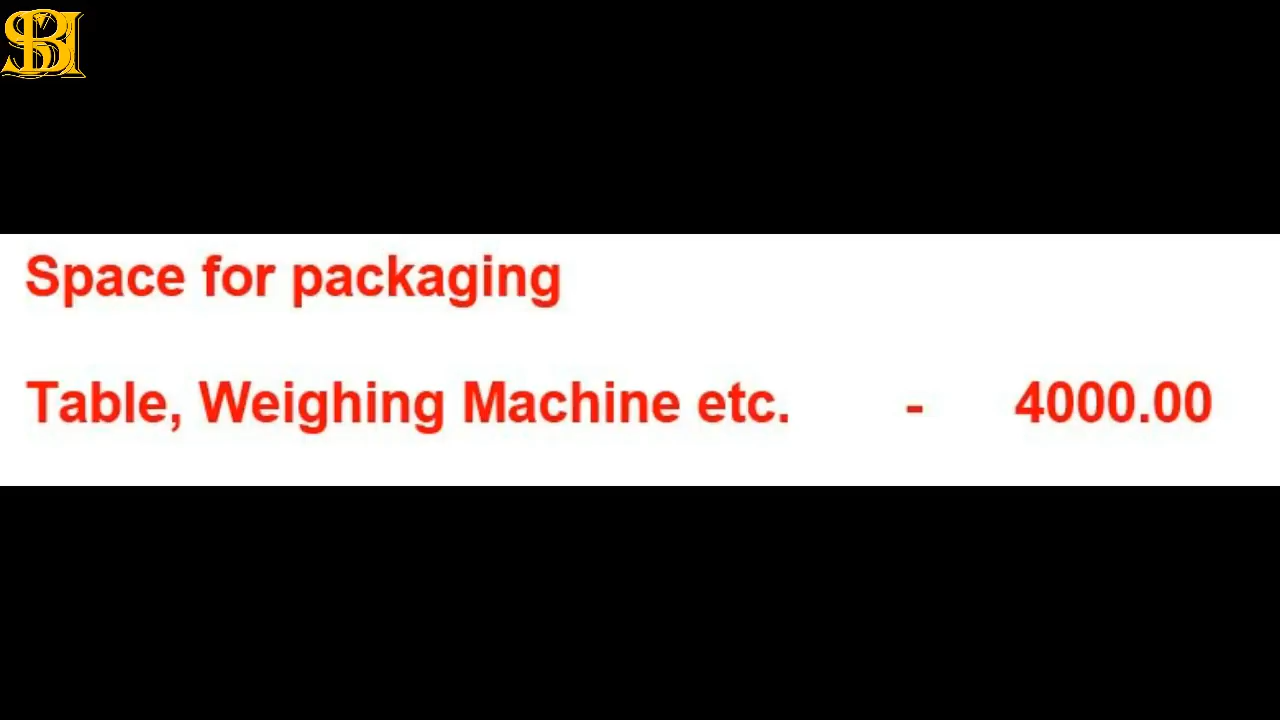 Space for packaging
Table, Weighing Machine etc. - 4000.00